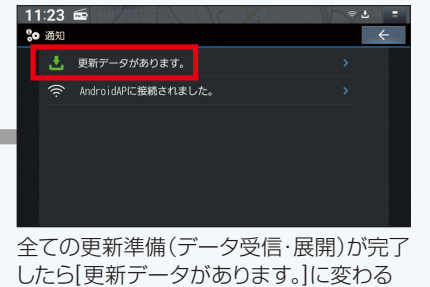 11:23
通知
更新データがあります。
AndroidAPに接続されました。
全ての更新準備(データ受信・展開)が完了
したら[更新データがあります。]に変わる